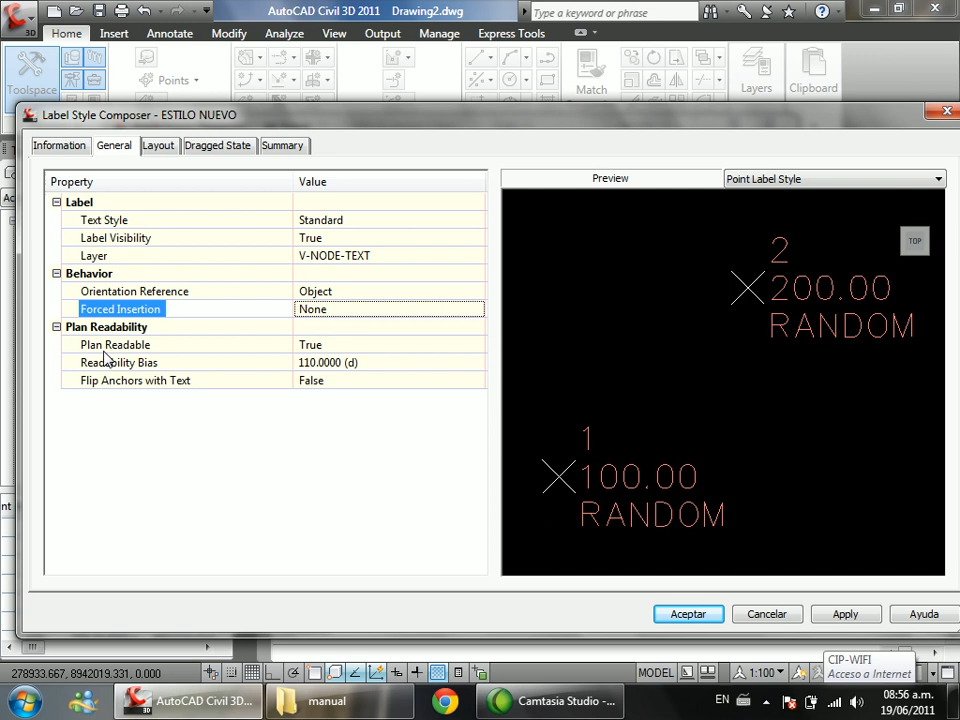 AutoCAD Civil 3D 2011 Drawing2.dwg
Type a keyword or phrase
3D
Home Insert Annotate Modify Analyze View Output Manage Express Tools
Toolspace
Points
Match
Layers
Clipboard
Label Style Composer - ESTILO NUEVO
Information General Layout Dragged State Summary
Property Value
Label
Text Style Standard
Label Visibility True
Layer V-NODE-TEXT
Behavior
Orientation Reference Object
Forced Insertion None
Plan Readability
Plan Readable True
Readability Bias 110.0000 (d)
Flip Anchors with Text False
Preview
Point Label Style
TOP
2
200.00
RANDOM
1
100.00
RANDOM
Aceptar Cancelar Apply Ayuda
278933.667, 8942019.331, 0.000
MODEL
1:100
CIP-WIFI
Acceso a Internet
AutoCAD Civil 3D...
manual
Camtasia Studio -...
EN
08:56 a.m.
19/06/2011